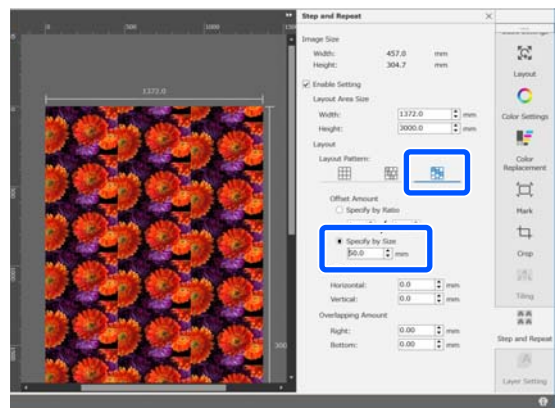 0
500
1000
1372.0
300
Step and Repeat
Image Size
Width: 457.0 mm
Height: 304.7 mm
Enable Setting
Layout Area Size
Width: 1372.0 mm
Height: 3000.0 mm
Layout
Layout Pattern:
Offset Amount
Specify by Ratio
Specify by Size
50.0 mm
Horizontal: 0.0 mm
Vertical: 0.0 mm
Overlapping Amount
Right: 0.00 mm
Bottom: 0.00 mm
Layout
Color Settings
Color
Replacement
Mark
Crop
Tiling
Step and Repeat
Layer Setting